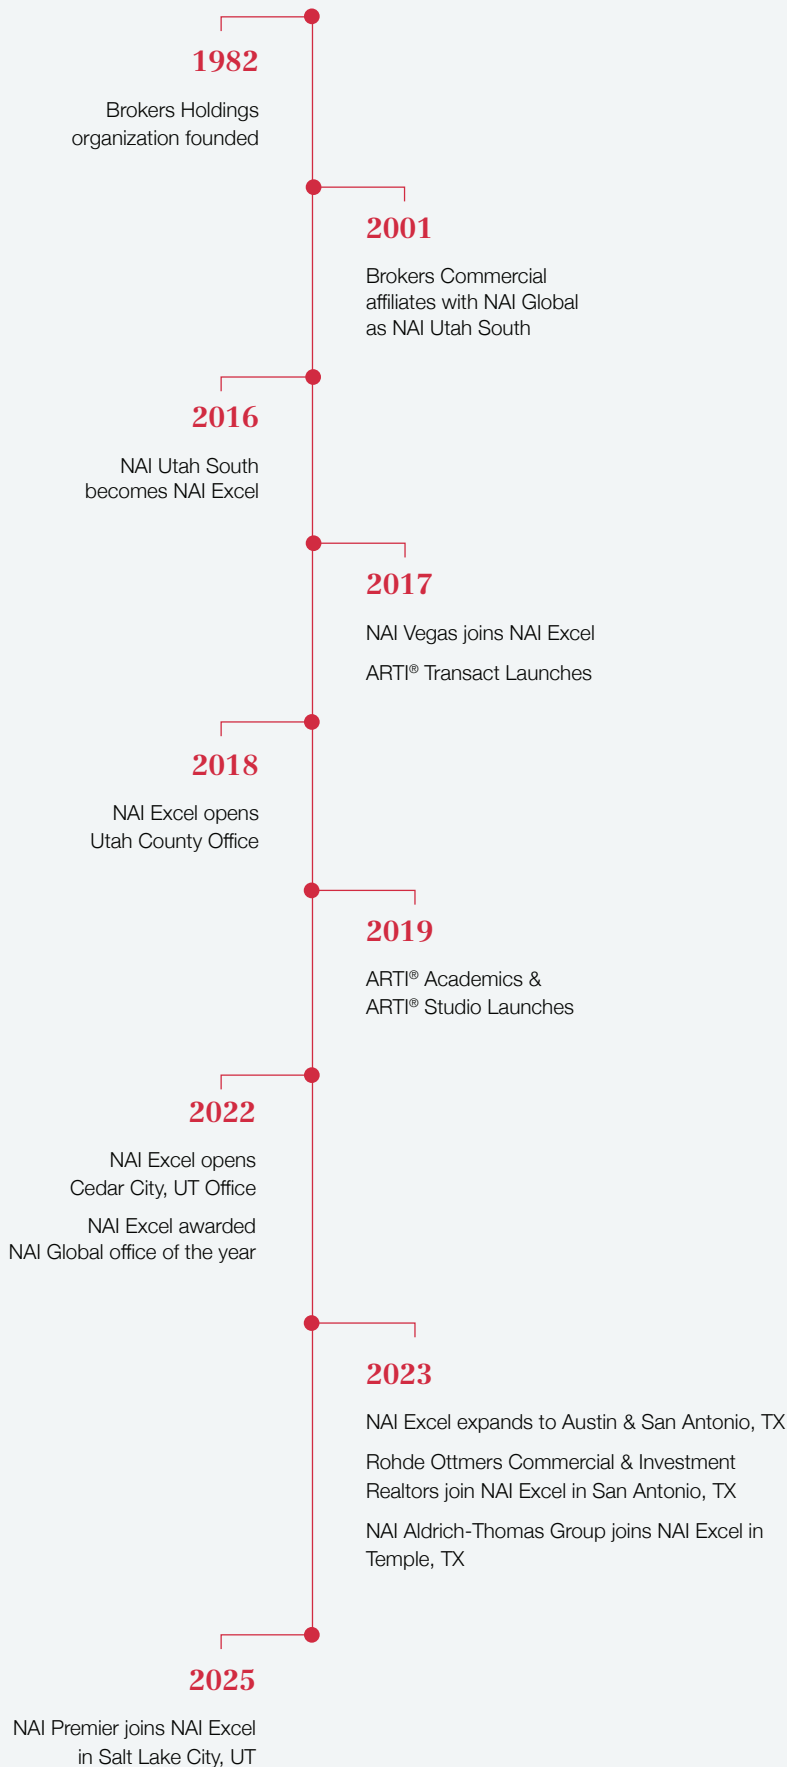 1982
Brokers Holdings
organization founded
2001
Brokers Commercial
affiliates with NAI Global
as NAI Utah South
2016
NAI Utah South
becomes NAI Excel
2017
NAI Vegas joins NAI Excel
ARTI® Transact Launches
2018
NAI Excel opens
Utah County Office
2019
ARTI® Academics &
ARTI® Studio Launches
2022
NAI Excel opens
Cedar City, UT Office
NAI Excel awarded
NAI Global office of the year
2023
NAI Excel expands to Austin & San Antonio, TX
Rohde Ottmers Commercial & Investment
Realtors join NAI Excel in San Antonio, TX
NAI Aldrich-Thomas Group joins NAI Excel in
Temple, TX
2025
NAI Premier joins NAI Excel
in Salt Lake City, UT